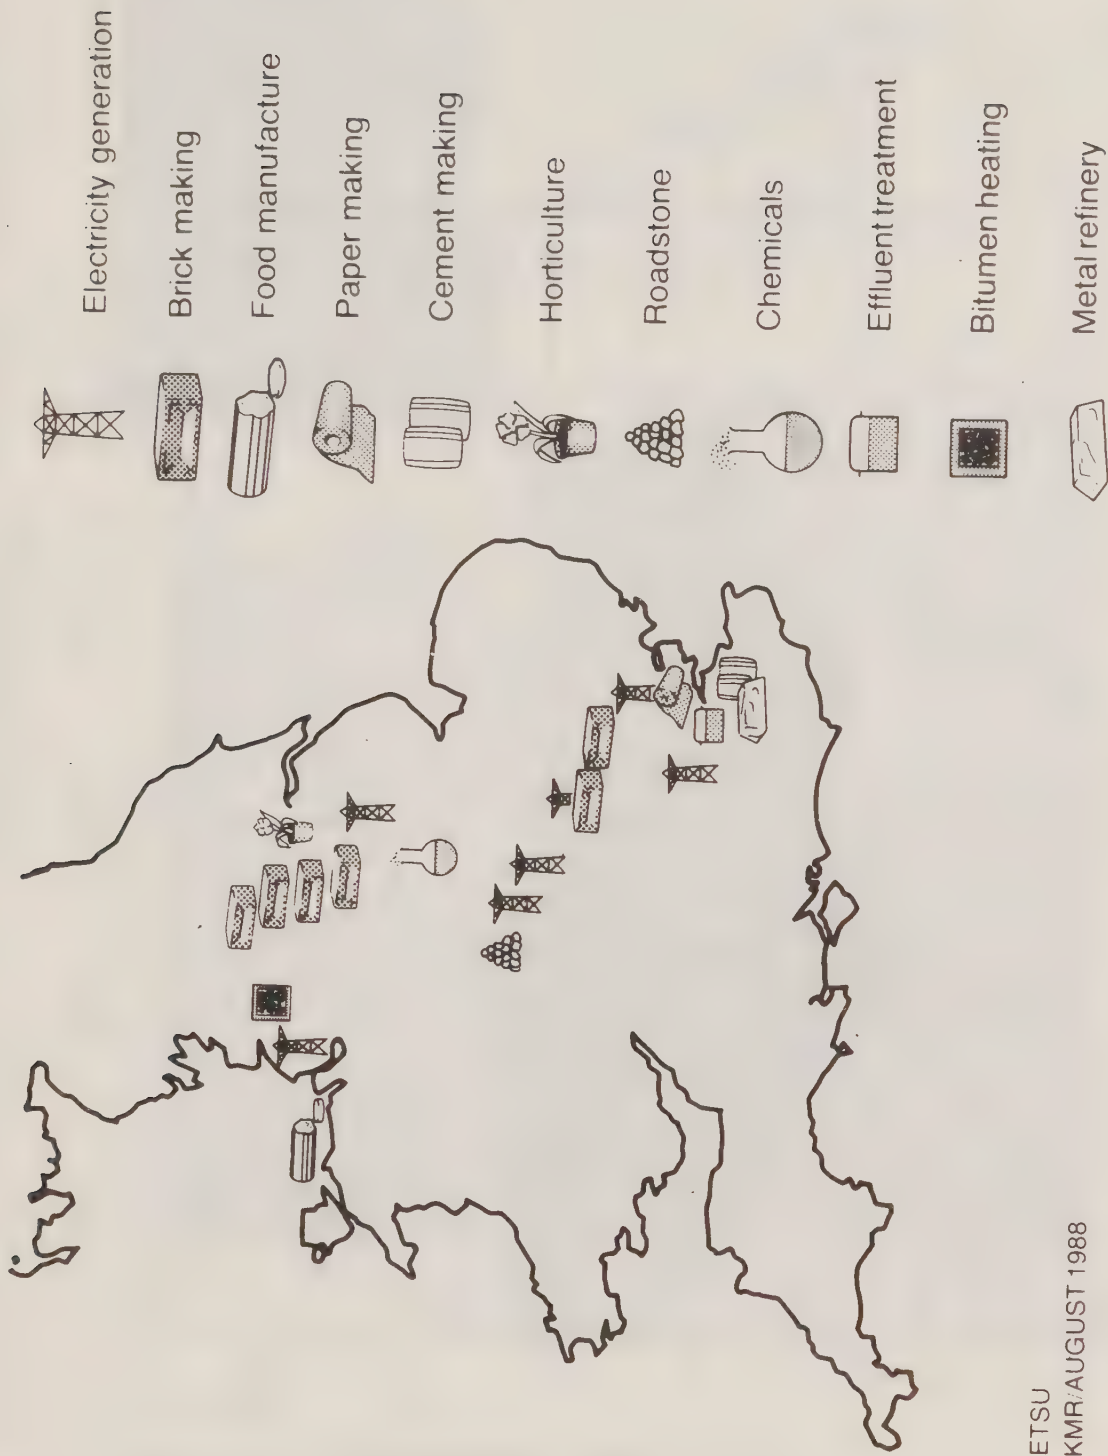 Electricity generation
Brick making
Food manufacture
Paper making
Cement making
Horticulture
Roadstone
Chemicals
Effluent treatment
Bitumen heating
Metal refinery
ETSU
KMR/AUGUST 1988